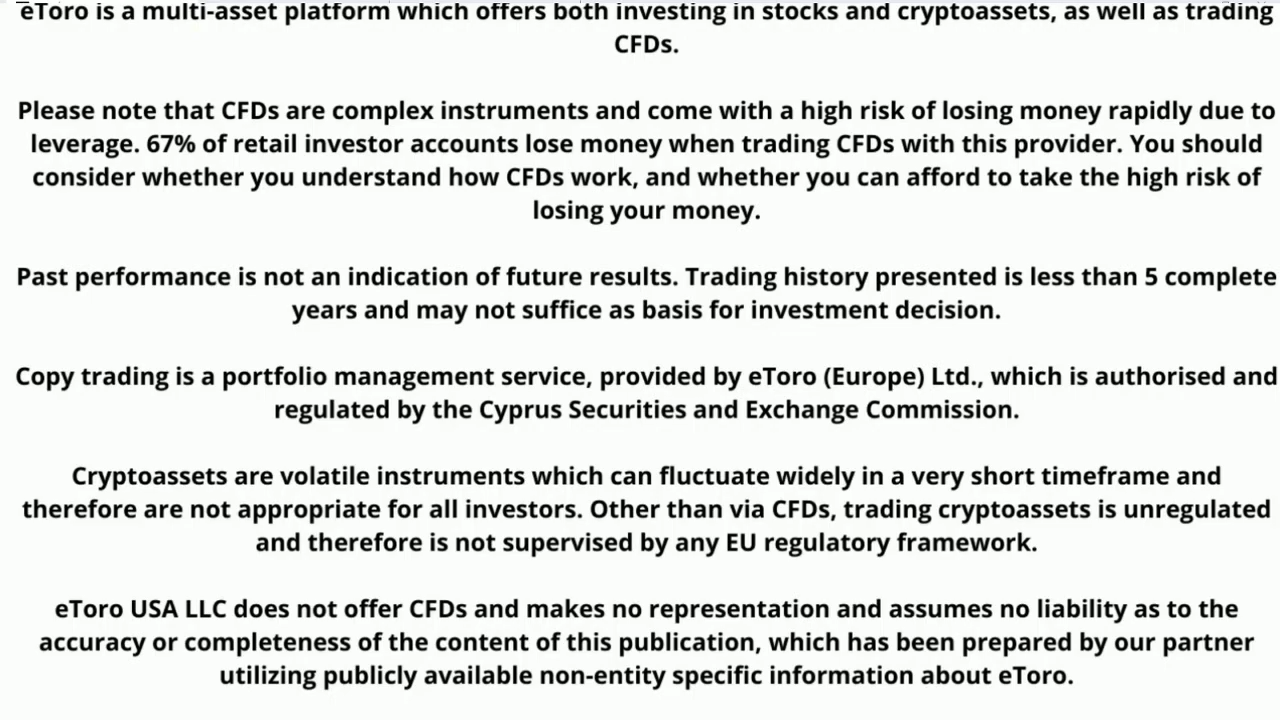 eToro is a multi-asset platform which offers both investing in stocks and cryptoassets, as well as trading
CFDs.
Please note that CFDs are complex instruments and come with a high risk of losing money rapidly due to
leverage. 67% of retail investor accounts lose money when trading CFDs with this provider. You should
consider whether you understand how CFDs work, and whether you can afford to take the high risk of
losing your money.
Past performance is not an indication of future results. Trading history presented is less than 5 complete
years and may not suffice as basis for investment decision.
Copy trading is a portfolio management service, provided by eToro (Europe) Ltd., which is authorised and
regulated by the Cyprus Securities and Exchange Commission.
Cryptoassets are volatile instruments which can fluctuate widely in a very short timeframe and
therefore are not appropriate for all investors. Other than via CFDs, trading cryptoassets is unregulated
and therefore is not supervised by any EU regulatory framework.
eToro USA LLC does not offer CFDs and makes no representation and assumes no liability as to the
accuracy or completeness of the content of this publication, which has been prepared by our partner
utilizing publicly available non-entity specific information about eToro.